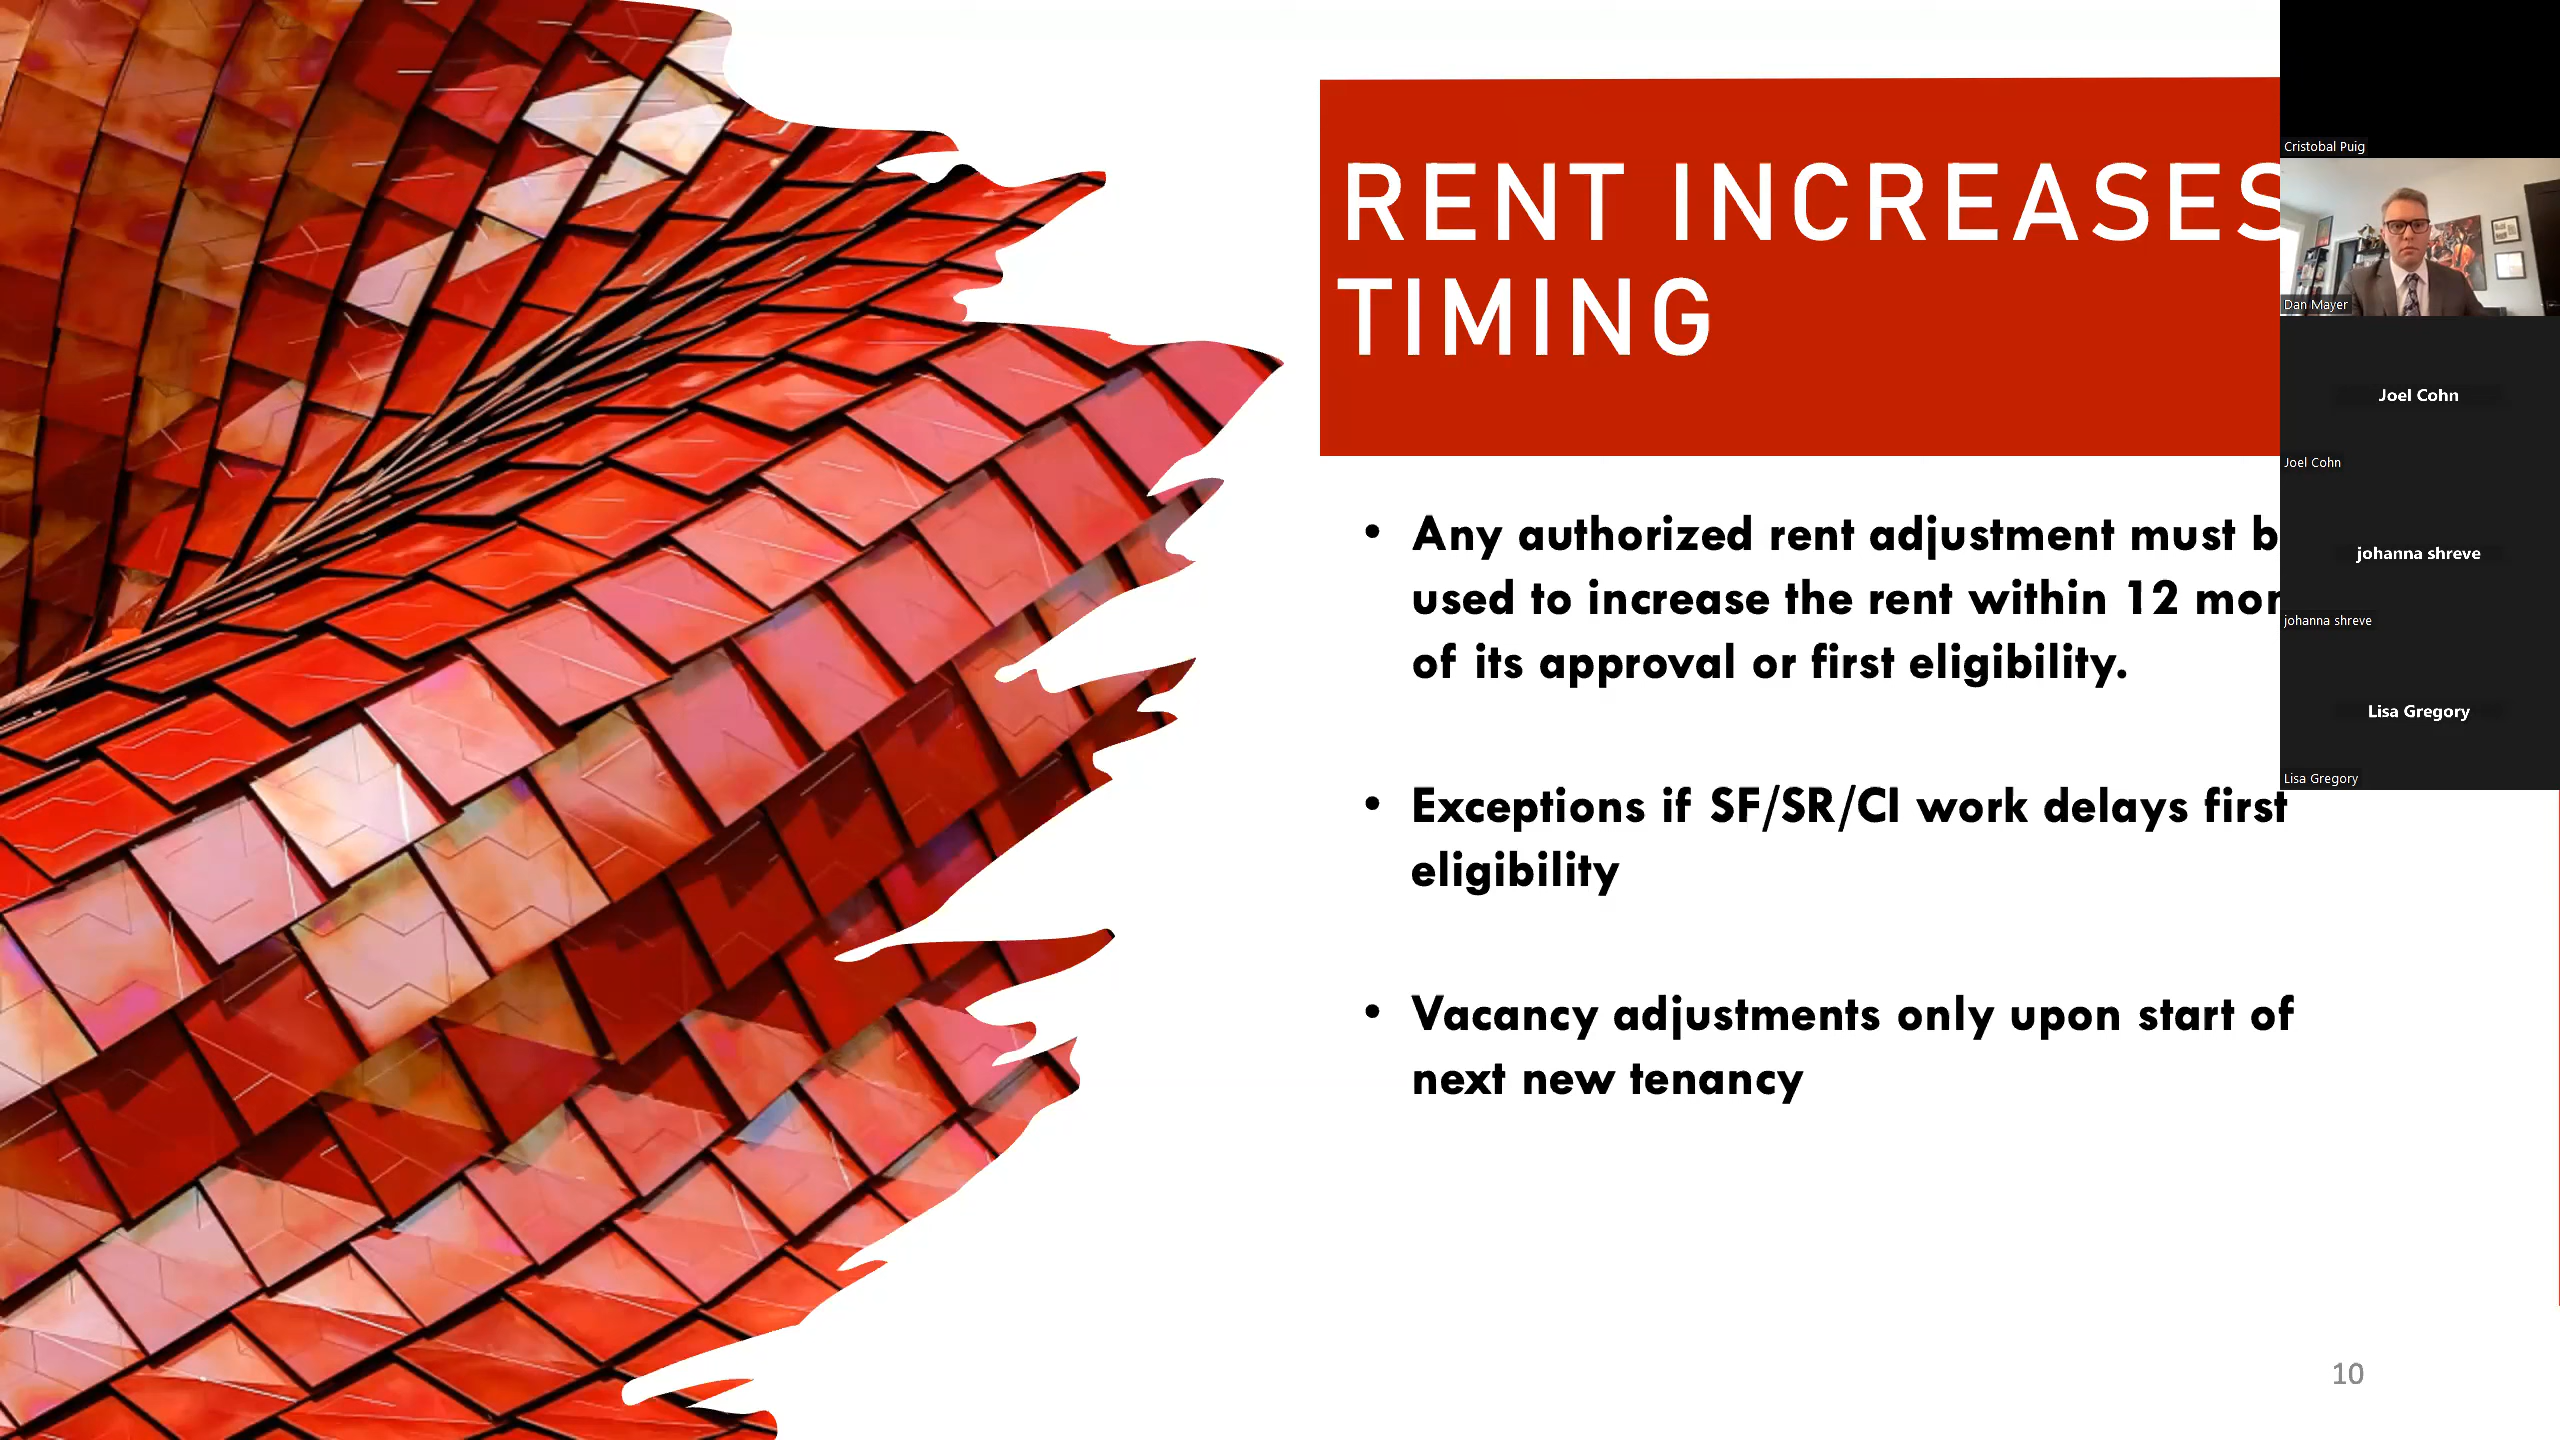 RENT INCREASES
TIMING
• Any authorized rent adjustment must
used to increase the rent within 12
of its approval or first eligibility.
• Exceptions if SF/SR/CI work delays first
eligibility
• Vacancy adjustments only upon start of
next new tenancy
10
Cristobal Puig
Dan Mayer
Joel Cohn
Joel Cohn
johanna shreve
johanna shreve
Lisa Gregory
Lisa Gregory